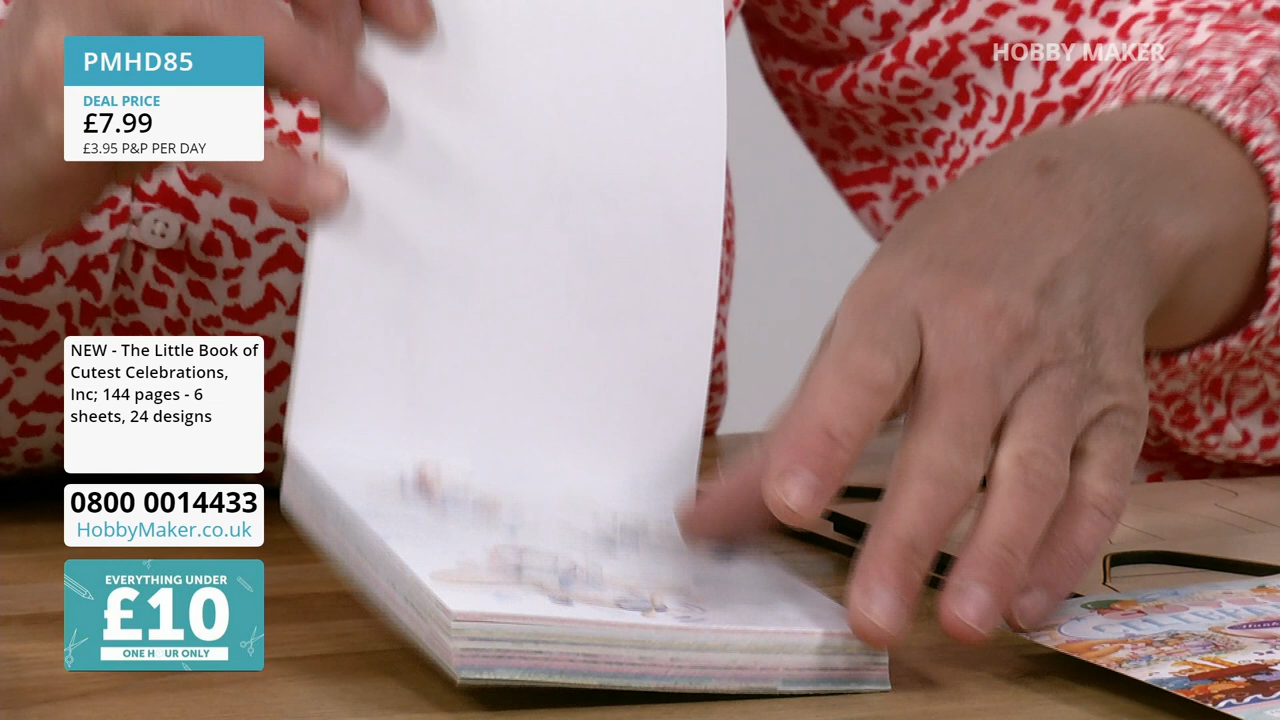 PMHD85
DEAL PRICE
£7.99
£3.95 P&P PER DAY
HOBBY MAKER
NEW - The Little Book of
Cutest Celebrations,
Inc; 144 pages - 6
sheets, 24 designs
0800 0014433
HobbyMaker.co.uk
EVERYTHING UNDER
£10
ONE HOUR ONLY